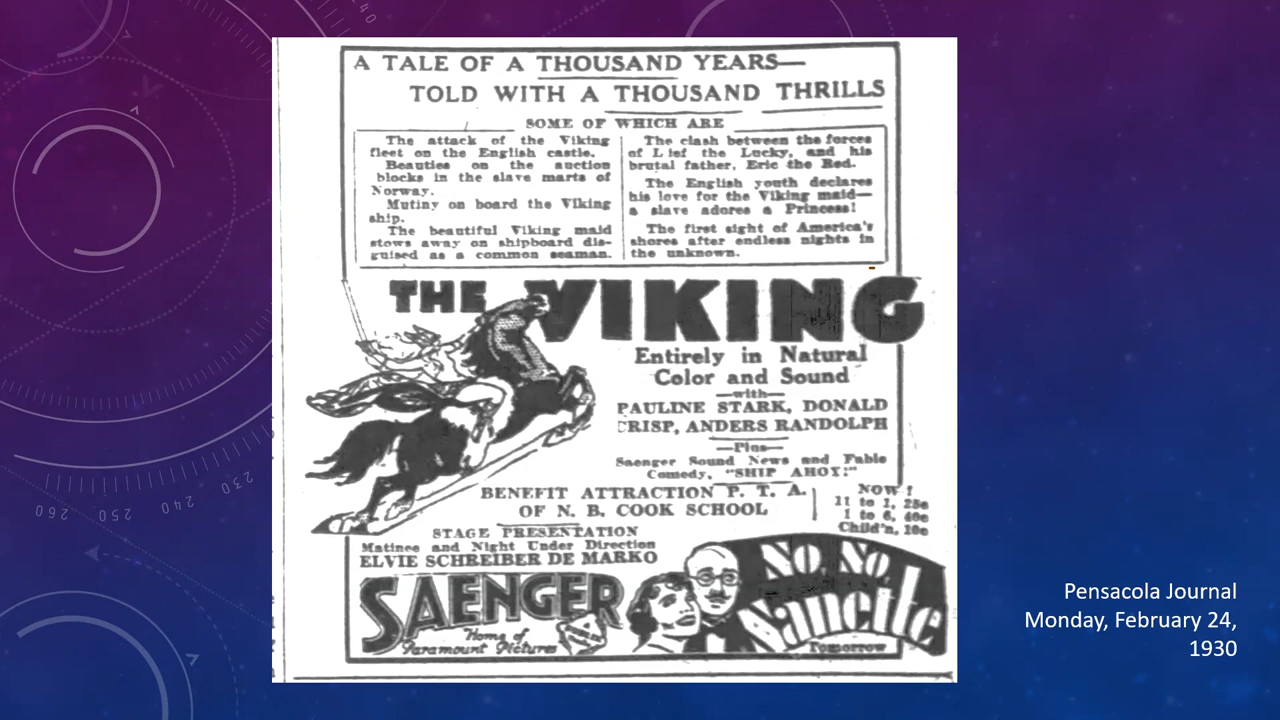 A TALE OF A THOUSAND YEARS—
TOLD WITH A THOUSAND THRILLS
SOME OF WHICH ARE
The attack of the Viking
fleet on the English castle.
Beauties on the auction
blocks in the slave marts of
Norway.
Mutiny on board the Viking
ship.
The beautiful Viking maid
stows away on shipboard dis-
guised as a common seaman.
The clash between the forces
of Lief the Lucky, and his
brutal father, Eric the Red.
The English youth declares
his love for the Viking maid—
a slave adores a Princess!
The first sight of America's
shores after endless nights in
the unknown.
THE VIKING
Entirely in Natural
Color and Sound
—with—
PAULINE STARK, DONALD
CRISP, ANDERS RANDOLPH
—Plus—
Saenger Sound News and Fable
Comedy, "SHIP AHOY!"
BENEFIT ATTRACTION P. T. A.
OF N. B. COOK SCHOOL
NOW!
11 to 1, 25c
1 to 6, 40c
Child'n, 10c
STAGE PRESENTATION
Matinee and Night Under Direction
ELVIE SCHREIBER DE MARKO
SAENGER
Home of
Paramount Pictures
No, No
Nanette
Tomorrow
Pensacola Journal
Monday, February 24,
1930
240
230
240
250
260